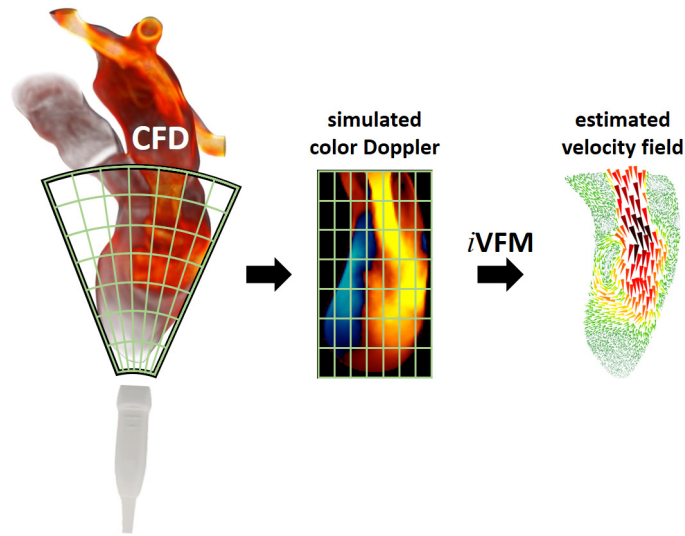 CFD
simulated
color Doppler
iVFM
estimated
velocity field